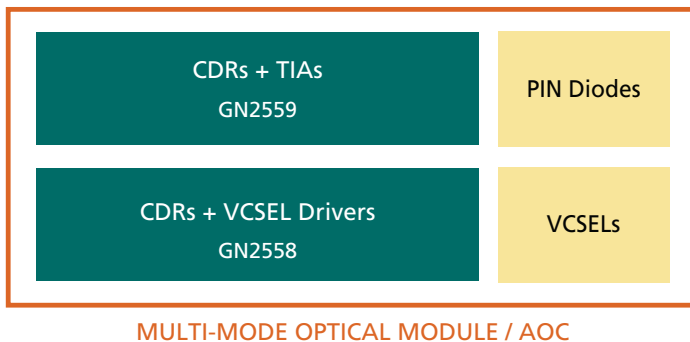 CDRs + TIAs
GN2559
PIN Diodes
CDRs + VCSEL Drivers
GN2558
VCSELs
MULTI-MODE OPTICAL MODULE / AOC